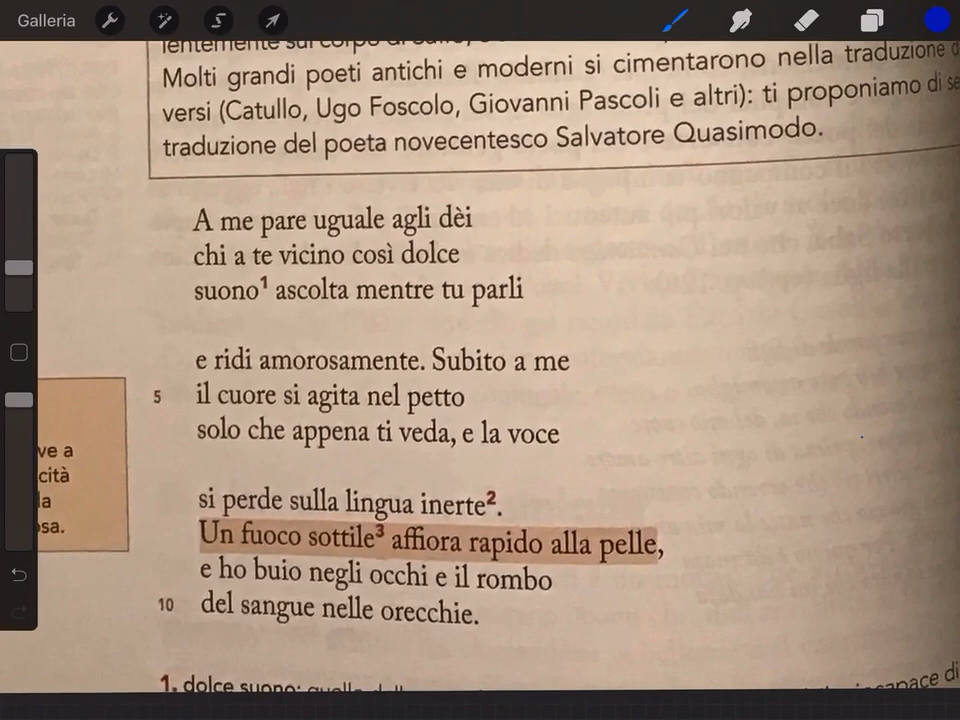 Galleria
Molti grandi poeti antichi e moderni si cimentarono nella traduzione
versi (Catullo, Ugo Foscolo, Giovanni Pascoli e altri): ti proponiamo di
traduzione del poeta novecentesco Salvatore Quasimodo.
A me pare uguale agli dèi
chi a te vicino così dolce
suono¹ ascolta mentre tu parli
e ridi amorosamente. Subito a me
5 il cuore si agita nel petto
solo che appena ti veda, e la voce
si perde sulla lingua inerte².
Un fuoco sottile³ affiora rapido alla pelle,
e ho buio negli occhi e il rombo
10 del sangue nelle orecchie.
ve a
cità
la
sa.
1. dolce suono: